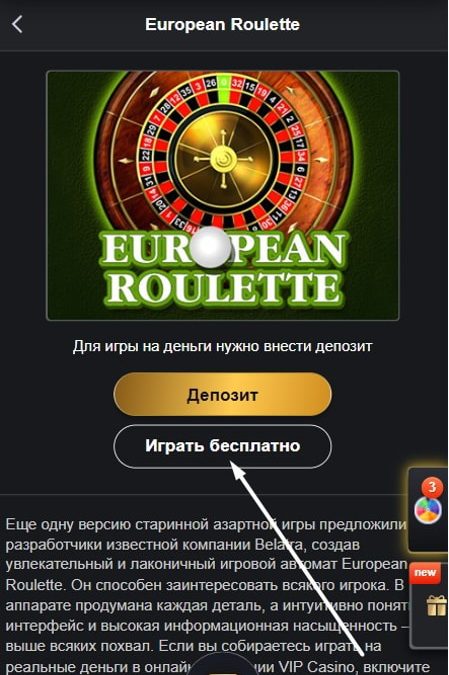 European Roulette
EUROPEAN
ROULETTE
Для игры на деньги нужно внести депозит
Депозит
Играть бесплатно
3
Еще одну версию старинной азартной игры предложили
разработчики известной компании Belatra, создав
увлекательный и лаконичный игровой автомат European
new
Roulette. Он способен заинтересовать всякого игрока. В
аппарате продумана каждая деталь, а интуитивно
интерфейс и высокая информационная насыщенность –
выше всяких похвал. Если вы собираетесь играть на
реальные деньги в VIP Casino, включите